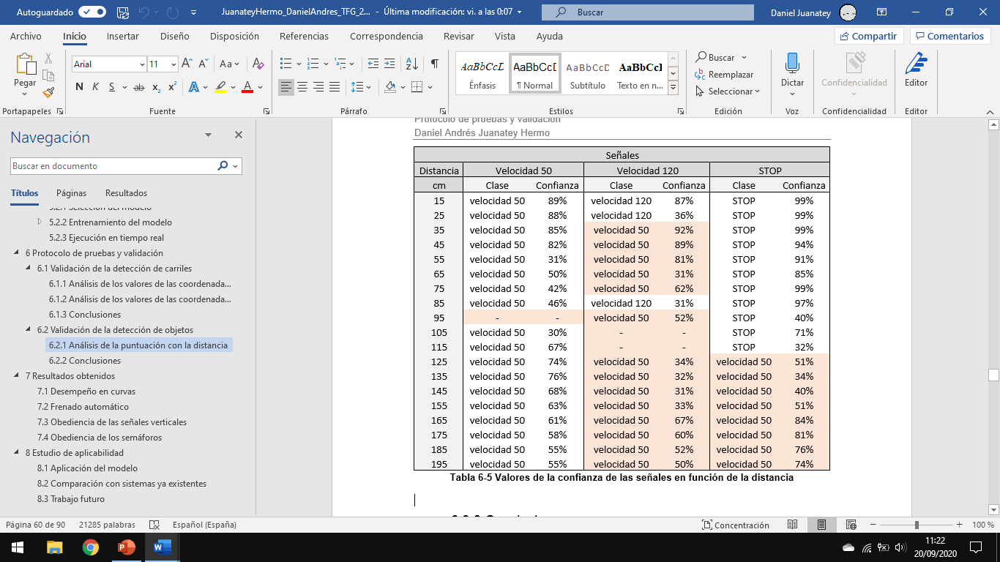 Autoguardado
JuanateyHermo_DanielAndres_TFG_2... - Última modificación: vi. a las 0:07
Buscar
Daniel Juanatey
Archivo Inicio Insertar Diseño Disposición Referencias Correspondencia Revisar Vista Ayuda
Compartir Comentarios
Pegar
Portapapeles
Arial 11
Fuente
Párrafo
AaBbCcD AaBbCcD AaBbCcD AaBbCcI
Énfasis ¶ Normal Subtítulo Texto en n...
Estilos
Buscar
Reemplazar
Seleccionar
Edición
Dictar
Voz
Confidencialidad
Confidencialidad
Editor
Editor
Navegación
Buscar en documento
Títulos Páginas Resultados
5.2.1 Selección del modelo
5.2.2 Entrenamiento del modelo
5.2.3 Ejecución en tiempo real
6 Protocolo de pruebas y validación
6.1 Validación de la detección de carriles
6.1.1 Análisis de los valores de las coordenada...
6.1.2 Análisis de los valores de las coordenada...
6.1.3 Conclusiones
6.2 Validación de la detección de objetos
6.2.1 Análisis de la puntuación con la distancia
6.2.2 Conclusiones
7 Resultados obtenidos
7.1 Desempeño en curvas
7.2 Frenado automático
7.3 Obediencia de las señales verticales
7.4 Obediencia de los semáforos
8 Estudio de aplicabilidad
8.1 Aplicación del modelo
8.2 Comparación con sistemas ya existentes
8.3 Trabajo futuro
Protocolo de pruebas y validación
Daniel Andrés Juanatey Hermo
Señales
Distancia Velocidad 50 Velocidad 120 STOP
cm Clase Confianza Clase Confianza Clase Confianza
15 velocidad 50 89% velocidad 120 87% STOP 99%
25 velocidad 50 88% velocidad 120 36% STOP 99%
35 velocidad 50 85% velocidad 50 92% STOP 99%
45 velocidad 50 82% velocidad 50 89% STOP 94%
55 velocidad 50 31% velocidad 50 81% STOP 91%
65 velocidad 50 50% velocidad 50 31% STOP 85%
75 velocidad 50 42% velocidad 50 62% STOP 99%
85 velocidad 50 46% velocidad 120 31% STOP 97%
95 - - velocidad 50 52% STOP 40%
105 velocidad 50 30% - - STOP 71%
115 velocidad 50 67% - - STOP 32%
125 velocidad 50 74% velocidad 50 34% velocidad 50 51%
135 velocidad 50 76% velocidad 50 32% velocidad 50 34%
145 velocidad 50 68% velocidad 50 31% velocidad 50 40%
155 velocidad 50 63% velocidad 50 33% velocidad 50 51%
165 velocidad 50 61% velocidad 50 67% velocidad 50 84%
175 velocidad 50 58% velocidad 50 60% velocidad 50 81%
185 velocidad 50 55% velocidad 50 52% velocidad 50 76%
195 velocidad 50 55% velocidad 50 50% velocidad 50 74%
Tabla 6-5 Valores de la confianza de las señales en función de la distancia
Página 60 de 90 21285 palabras Español (España) Concentración 100 %
11:22
20/09/2020